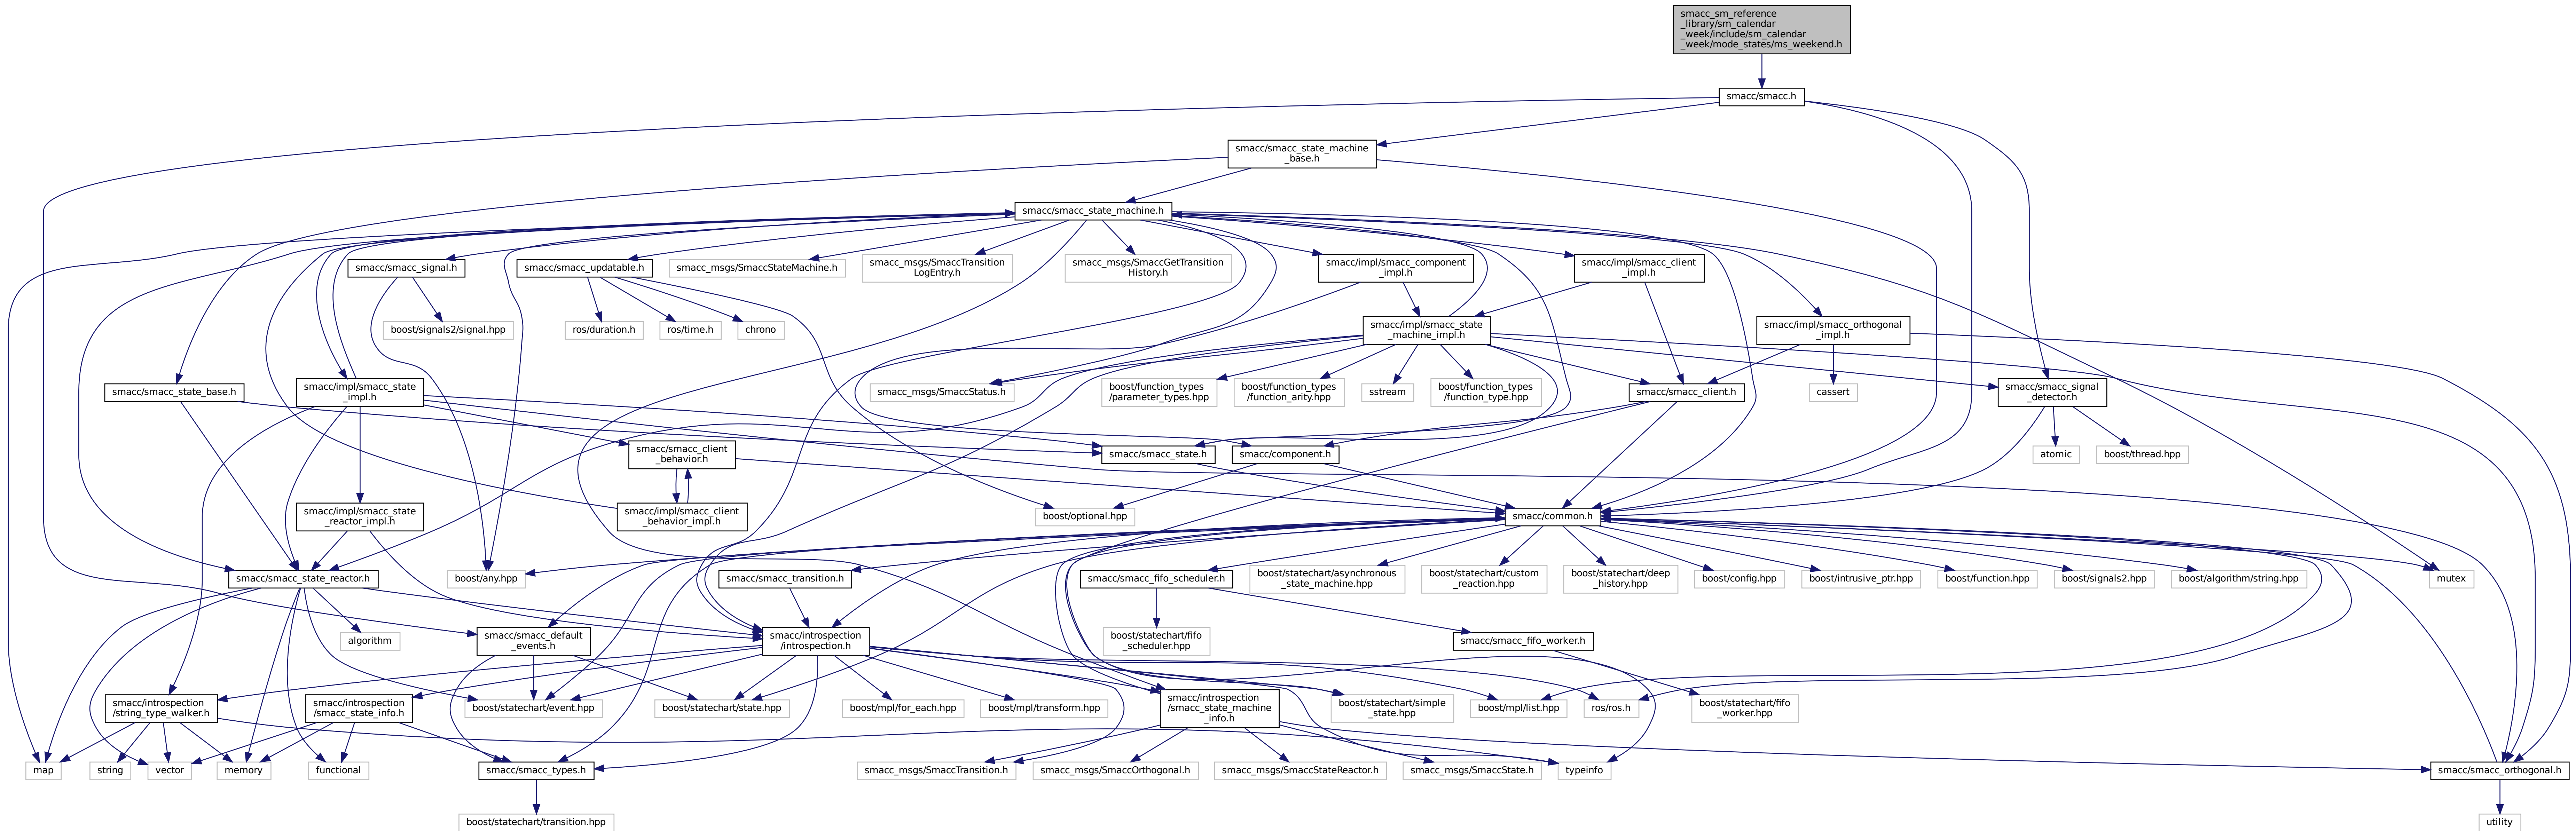 smacc_sm_reference
_library/sm_calendar
_week/include/sm_calendar
_week/mode_states/ms_weekend.h
smacc/smacc.h
smacc/smacc_state_machine
_base.h
smacc/smacc_state_machine.h
smacc/smacc_signal.h
smacc/smacc_updatable.h
smacc_msgs/SmaccStateMachine.h
smacc_msgs/SmaccTransition
LogEntry.h
smacc_msgs/SmaccGetTransition
History.h
smacc/impl/smacc_component
_impl.h
smacc/impl/smacc_client
_impl.h
boost/signals2/signal.hpp
ros/duration.h
ros/time.h
chrono
smacc/impl/smacc_state
_machine_impl.h
smacc/impl/smacc_orthogonal
_impl.h
smacc/smacc_state_base.h
smacc/impl/smacc_state
_impl.h
smacc_msgs/SmaccStatus.h
boost/function_types
/parameter_types.hpp
boost/function_types
/function_arity.hpp
sstream
boost/function_types
/function_type.hpp
smacc/smacc_client.h
cassert
smacc/smacc_signal
_detector.h
smacc/smacc_client
_behavior.h
smacc/smacc_state.h
smacc/component.h
atomic
boost/thread.hpp
smacc/impl/smacc_state
_reactor_impl.h
smacc/impl/smacc_client
_behavior_impl.h
boost/optional.hpp
smacc/common.h
smacc/smacc_state_reactor.h
boost/any.hpp
smacc/smacc_transition.h
smacc/smacc_fifo_scheduler.h
boost/statechart/asynchronous
_state_machine.hpp
boost/statechart/custom
_reaction.hpp
boost/statechart/deep
_history.hpp
boost/config.hpp
boost/intrusive_ptr.hpp
boost/function.hpp
boost/signals2.hpp
boost/algorithm/string.hpp
mutex
algorithm
smacc/smacc_default
_events.h
smacc/introspection
/introspection.h
boost/statechart/fifo
_scheduler.hpp
smacc/smacc_fifo_worker.h
smacc/introspection
/string_type_walker.h
smacc/introspection
/smacc_state_info.h
boost/statechart/event.hpp
boost/statechart/state.hpp
boost/mpl/for_each.hpp
boost/mpl/transform.hpp
smacc/introspection
/smacc_state_machine
_info.h
boost/statechart/simple
_state.hpp
boost/mpl/list.hpp
ros/ros.h
boost/statechart/fifo
_worker.hpp
map
string
vector
memory
functional
smacc/smacc_types.h
smacc_msgs/SmaccTransition.h
smacc_msgs/SmaccOrthogonal.h
smacc_msgs/SmaccStateReactor.h
smacc_msgs/SmaccState.h
typeinfo
smacc/smacc_orthogonal.h
boost/statechart/transition.hpp
utility